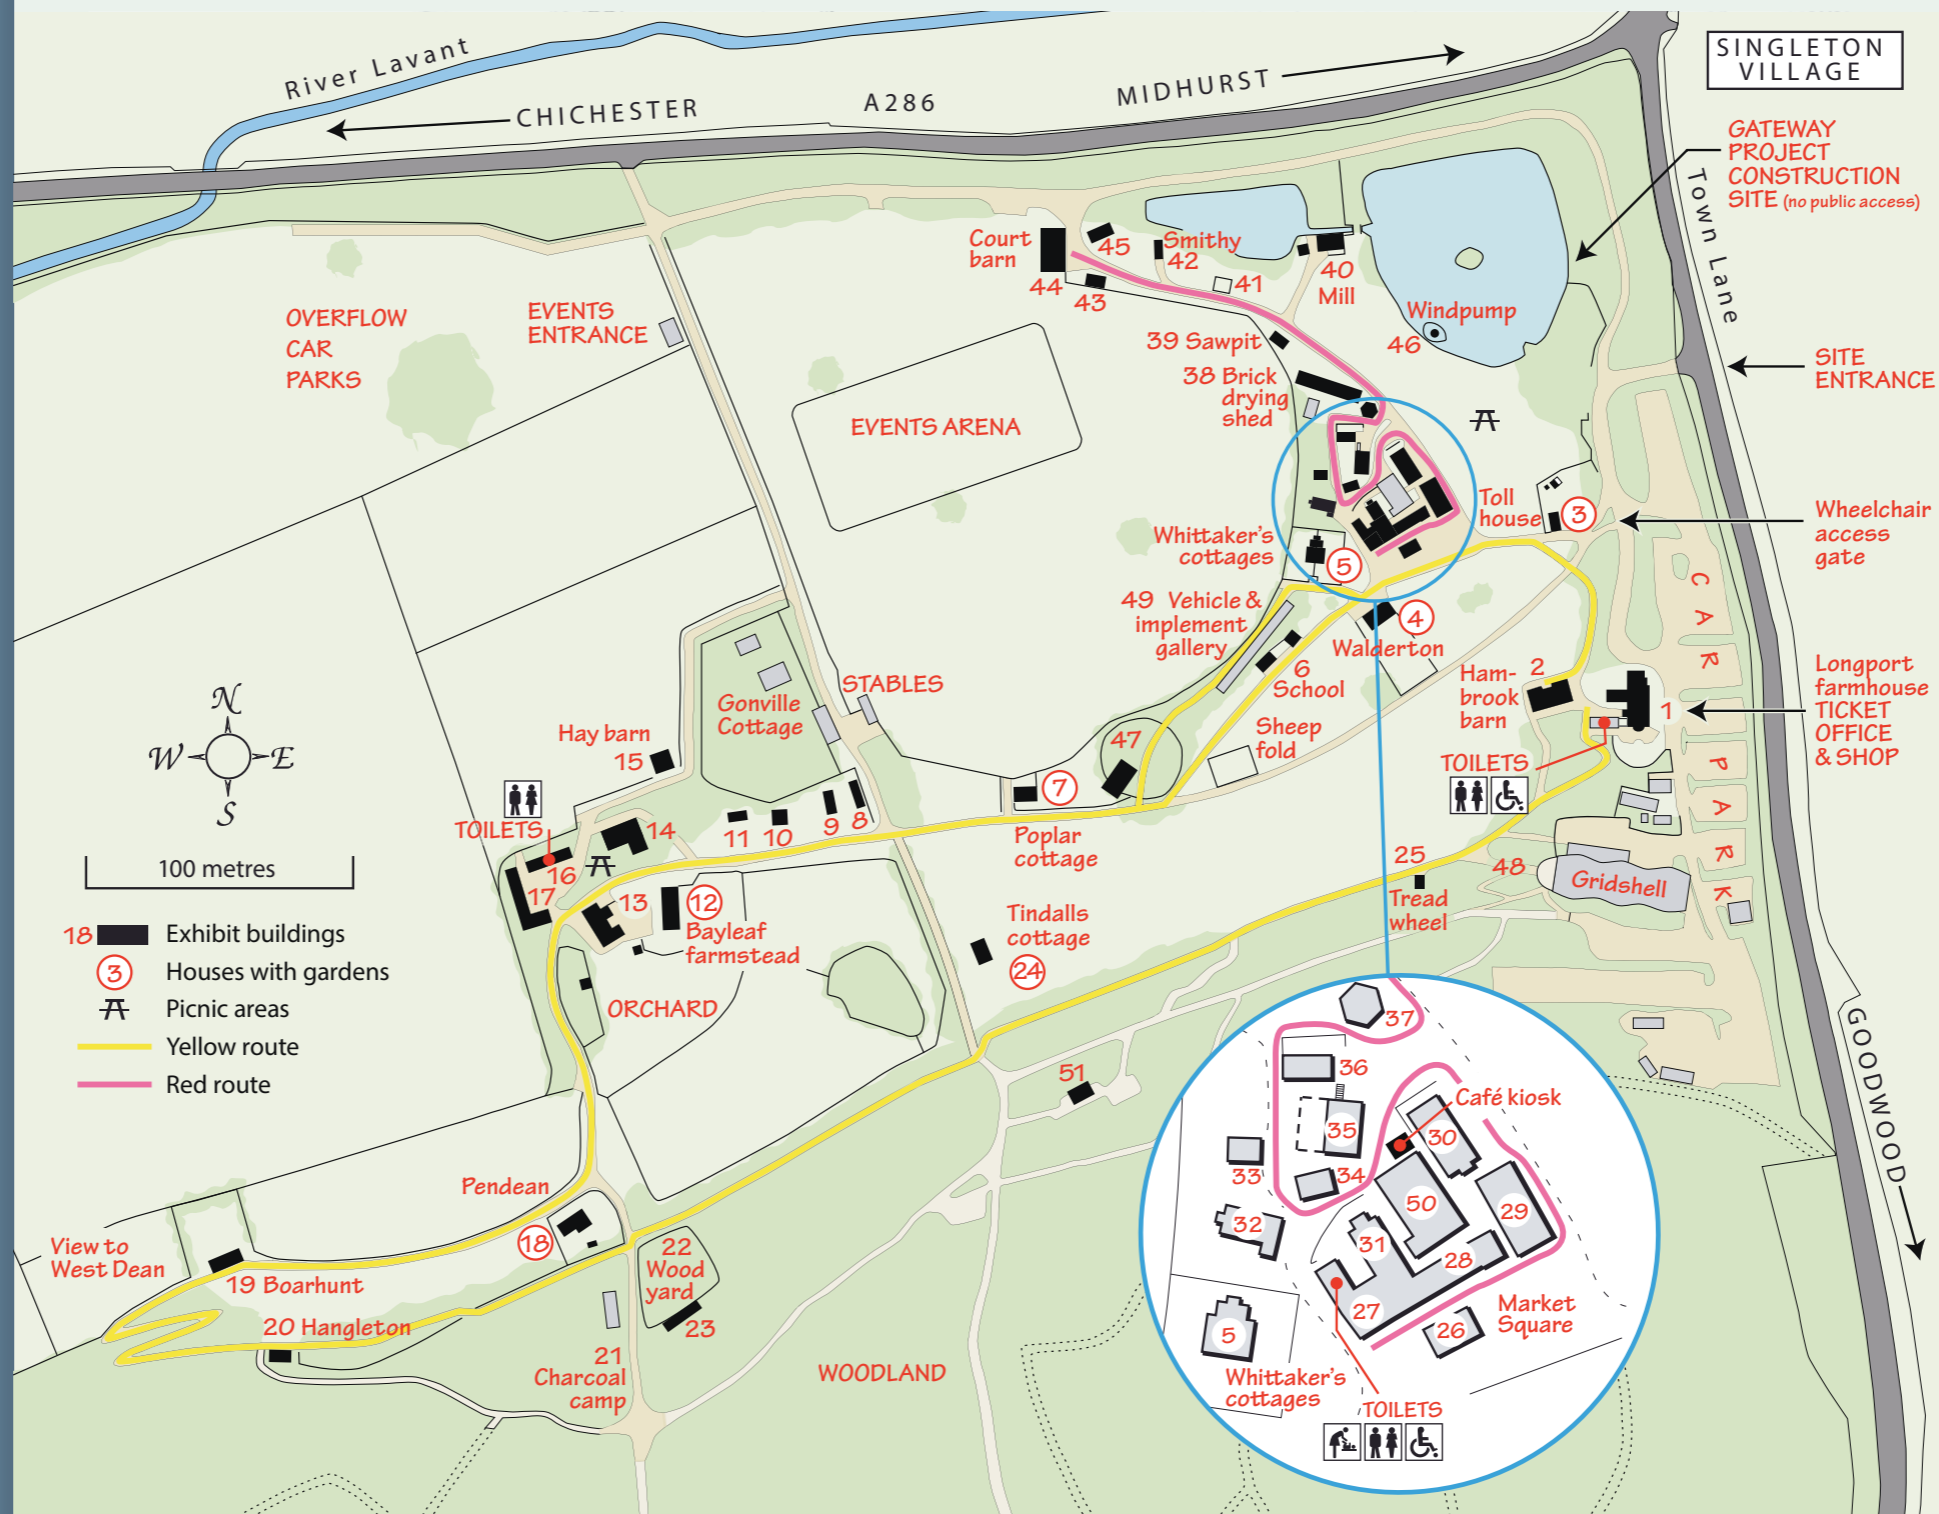 River Lavant
CHICHESTER
A286
MIDHURST
SINGLETON
VILLAGE
GATEWAY
PROJECT
CONSTRUCTION
SITE (no public access)
Town Lane
SITE
ENTRANCE
Wheelchair
access
gate
Longport
farmhouse
TICKET
OFFICE
& SHOP
GOODWOOD
CAR PARK
OVERFLOW
CAR
PARKS
EVENTS
ENTRANCE
EVENTS ARENA
Court
barn
44
45
43
Smithy
42
41
40
Mill
Windpump
46
39 Sawpit
38 Brick
drying
shed
Toll
house
3
Whittaker's
cottages
5
49 Vehicle &
implement
gallery
4
Walderton
6
School
Ham-
brook
barn
2
1
TOILETS
Sheep
fold
47
STABLES
Gonville
Cottage
Hay barn
15
TOILETS
14
16
17
13
12
Bayleaf
farmstead
11
10
9
8
7
Poplar
cottage
Tindalls
cottage
24
25
Tread
wheel
48
Gridshell
ORCHARD
51
N
W
E
S
100 metres
18 Exhibit buildings
3 Houses with gardens
Picnic areas
Yellow route
Red route
Pendean
18
View to
West Dean
19 Boarhunt
20 Hangleton
21
Charcoal
camp
22
Wood
yard
23
WOODLAND
37
36
35
34
33
32
Café kiosk
30
50
29
31
28
27
26
Market
Square
5
Whittaker's
cottages
TOILETS